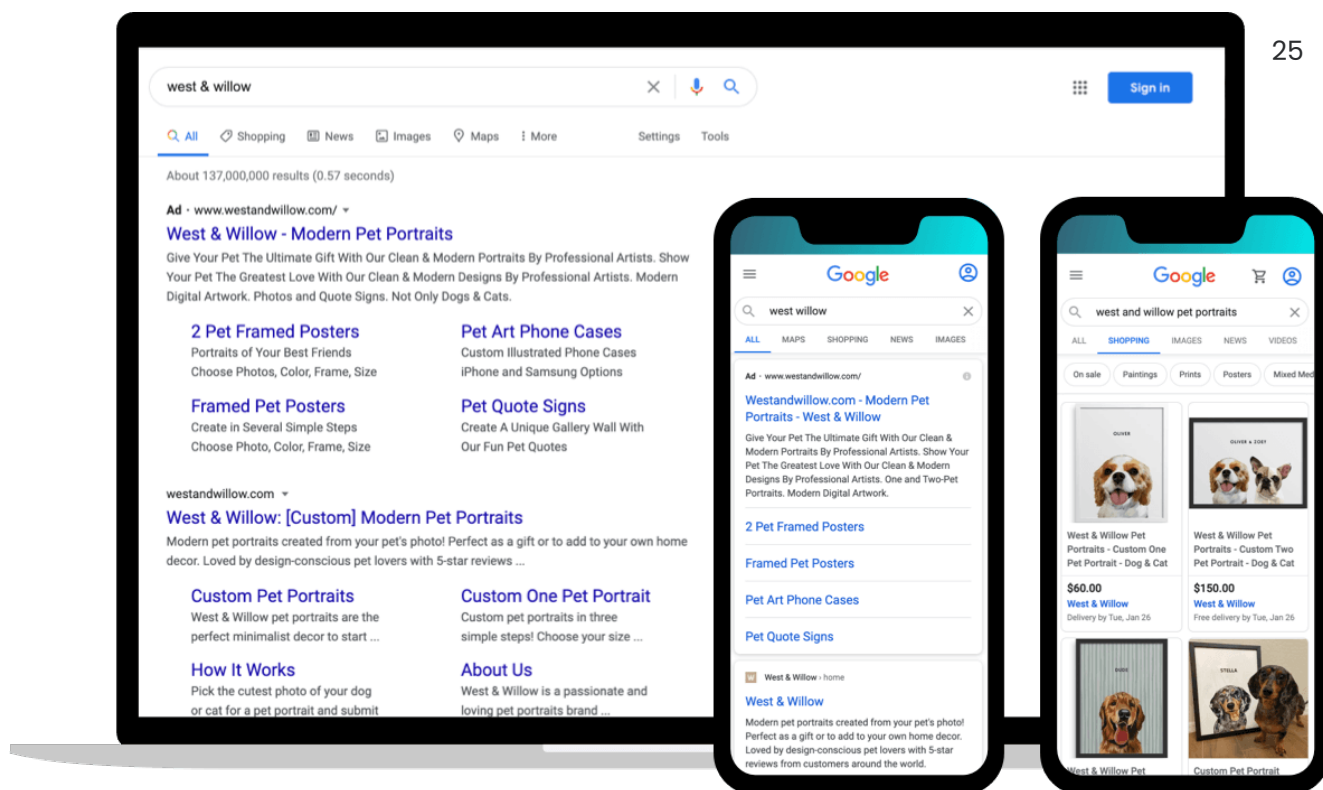 25
west & willow
Sign in
All Shopping News Images Maps More Settings Tools
About 137,000,000 results (0.57 seconds)
Ad · www.westandwillow.com/
West & Willow - Modern Pet Portraits
Give Your Pet The Ultimate Gift With Our Clean & Modern Portraits By Professional Artists. Show
Your Pet The Greatest Love With Our Clean & Modern Designs By Professional Artists. Modern
Digital Artwork. Photos and Quote Signs. Not Only Dogs & Cats.
2 Pet Framed Posters
Portraits of Your Best Friends
Choose Photos, Color, Frame, Size
Pet Art Phone Cases
Custom Illustrated Phone Cases
iPhone and Samsung Options
Framed Pet Posters
Create in Several Simple Steps
Choose Photo, Color, Frame, Size
Pet Quote Signs
Create A Unique Gallery Wall With
Our Fun Pet Quotes
westandwillow.com
West & Willow: [Custom] Modern Pet Portraits
Modern pet portraits created from your pet's photo! Perfect as a gift or to add to your own home
decor. Loved by design-conscious pet lovers with 5-star reviews ...
Custom Pet Portraits
West & Willow pet portraits are the
perfect minimalist decor to start ...
Custom One Pet Portrait
Custom pet portraits in three
simple steps! Choose your size ...
How It Works
Pick the cutest photo of your dog
or cat for a pet portrait and submit
About Us
West & Willow is a passionate and
loving pet portraits brand ...
Google
west willow
ALL MAPS SHOPPING NEWS IMAGES
Ad · www.westandwillow.com/
Westandwillow.com - Modern Pet
Portraits - West & Willow
Give Your Pet The Ultimate Gift With Our Clean &
Modern Portraits By Professional Artists. Show Your
Pet The Greatest Love With Our Clean & Modern
Designs By Professional Artists. One and Two-Pet
Portraits. Modern Digital Artwork.
2 Pet Framed Posters
Framed Pet Posters
Pet Art Phone Cases
Pet Quote Signs
W West & Willow › home
West & Willow
Modern pet portraits created from your pet's photo!
Perfect as a gift or to add to your own home decor.
Loved by design-conscious pet lovers with 5-star
reviews from customers around the world.
Google
west and willow pet portraits
ALL SHOPPING IMAGES NEWS VIDEOS
On sale Paintings Prints Posters Mixed Med
OLIVER
West & Willow Pet
Portraits - Custom One
Pet Portrait - Dog & Cat
$60.00
West & Willow
Delivery by Tue, Jan 26
OLIVER & ZOEY
West & Willow Pet
Portraits - Custom Two
Pet Portrait - Dog & Cat
$150.00
West & Willow
Free delivery by Tue, Jan 26
West & Willow Pet
STELLA
Custom Pet Portrait